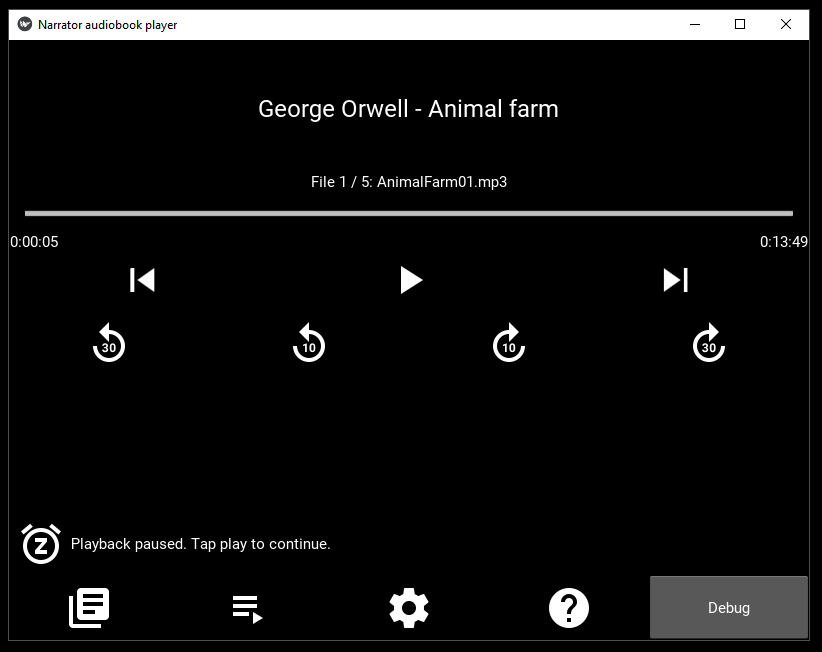 Narrator audiobook player
George Orwell - Animal farm
File 1 / 5: AnimalFarm01.mp3
0:00:05 0:13:49
30 10 10 30
Z Playback paused. Tap play to continue.
? Debug